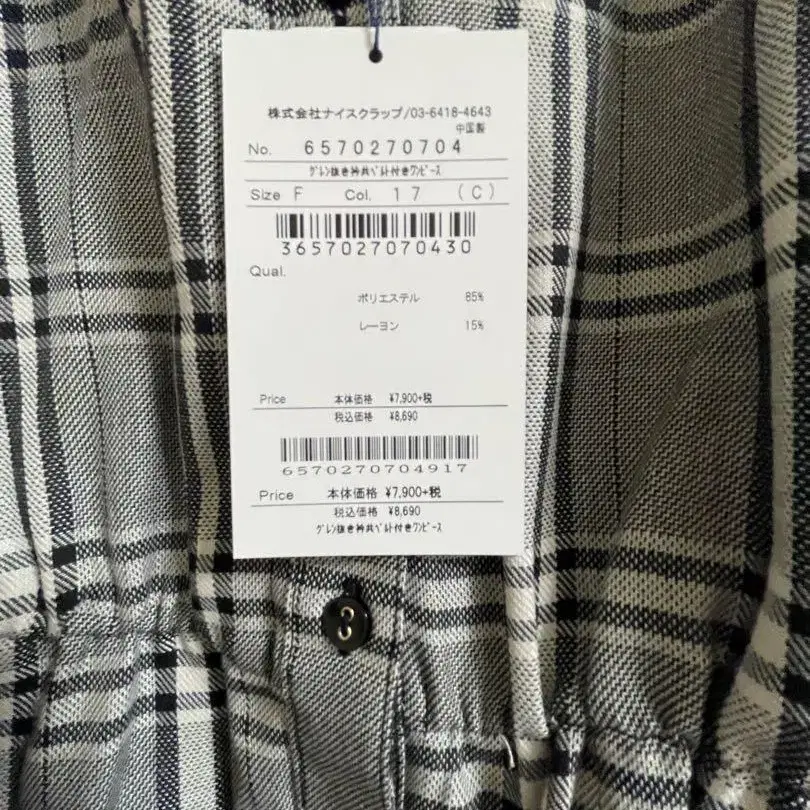 株式会社ナイスクラップ/03-6418-4643
中国製
No. 6570270704
グレン抜き衿共ベルト付きワンピース
Size F Col. 17 (C)
3657027070430
Qual.
ポリエステル 85%
レーヨン 15%
Price 本体価格 ¥7,900+税
税込価格 ¥8,690
6570270704917
Price 本体価格 ¥7,900+税
税込価格 ¥8,690
グレン抜き衿共ベルト付きワンピース